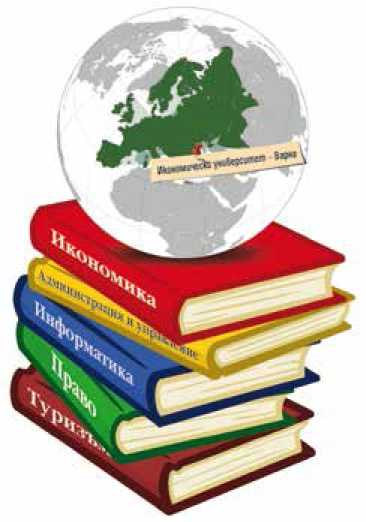 Икономически университет - Варна
Икономика
Администрация и управление
Информатика
Право
Туризъм